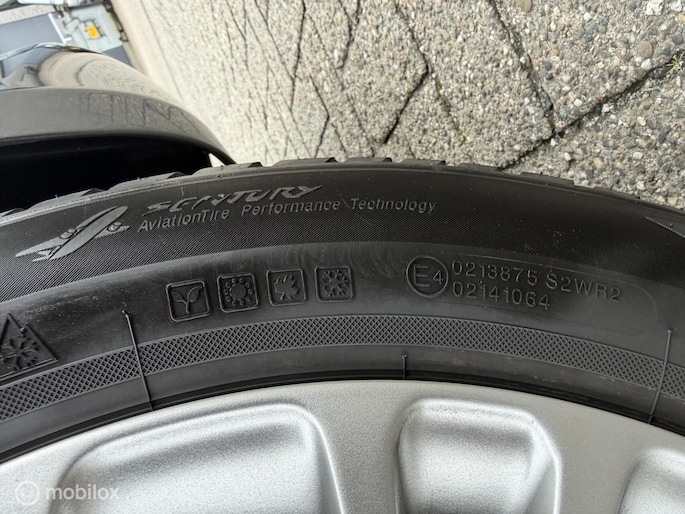 SENTURY
AviationTire Performance Technology
E4 0213875 S2WR2
02141064
mobilox